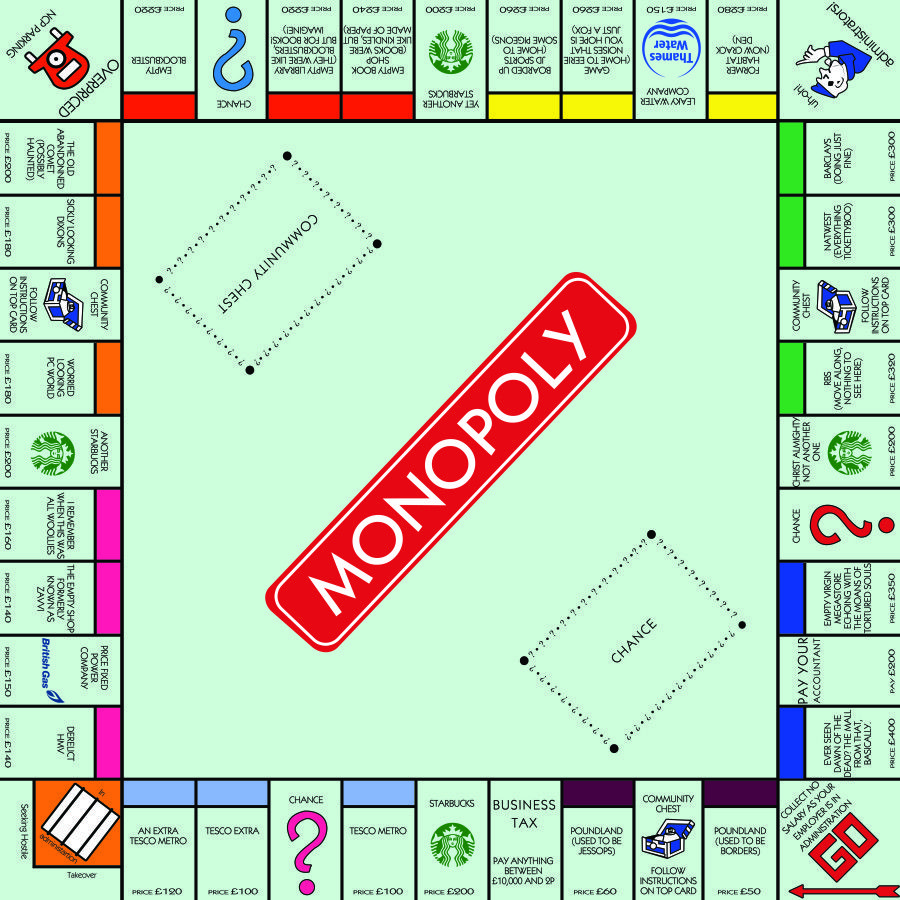 NCP PARKING
OVERPRICED
EMPTY
BLOCKBUSTER
PRICE £220
CHANCE
EMPTY LIBRARY
(THEY WERE LIKE
BLOCKBUSTERS,
BUT FOR BOOKS!
IMAGINE!)
PRICE £220
EMPTY BOOK
SHOP
(BOOKS WERE
LIKE KINDLES, BUT
MADE OF PAPER)
PRICE £240
YET ANOTHER
STARBUCKS
PRICE £200
BOARDED UP
JD SPORTS
(HOME TO
SOME PIGEONS)
PRICE £260
GAME
(HOME TO EERIE
NOISES THAT
YOU HOPE IS
JUST A FOX)
PRICE £260
LEAKY WATER
COMPANY
Thames
Water
PRICE £150
FORMER
HABITAT
(NOW CRACK
DEN)
PRICE £280
uh-oh!
administrators!
THE OLD
ABANDONNED
COMET
(POSSIBLY
HAUNTED)
PRICE £200
SICKLY LOOKING
DIXONS
PRICE £180
COMMUNITY
CHEST
FOLLOW
INSTRUCTIONS
ON TOP CARD
WORRIED
LOOKING
PC WORLD
PRICE £180
ANOTHER
STARBUCKS
PRICE £200
I REMEMBER
WHEN THIS WAS
ALL WOOLLIES
PRICE £160
THE EMPTY SHOP
FORMERLY
KNOWN AS
ZAVVI
PRICE £140
PRICE FIXED
POWER
COMPANY
British Gas
PRICE £150
DERELICT
HMV
PRICE £140
COMMUNITY CHEST
MONOPOLY
CHANCE
BARCLAYS
(DOING JUST
FINE)
PRICE £300
NATWEST
(EVERYTHING
TICKETTYBOO)
PRICE £300
COMMUNITY
CHEST
FOLLOW
INSTRUCTIONS
ON TOP CARD
RBS
(MOVE ALONG,
NOTHING TO
SEE HERE)
PRICE £320
CHRIST ALMIGHTY
NOT ANOTHER
ONE
PRICE £200
CHANCE
EMPTY VIRGIN
MEGASTORE
ECHOING WITH
THE MOANS OF
TORTURED SOULS
PRICE £350
PAY YOUR
ACCOUNTANT
PAY £200
EVER SEEN
DAWN OF THE
DEAD? THE MALL
FROM THAT,
BASICALLY.
PRICE £400
in
administartion
Seeking Hostile
Takeover
AN EXTRA
TESCO METRO
PRICE £120
TESCO EXTRA
PRICE £100
CHANCE
TESCO METRO
PRICE £100
STARBUCKS
PRICE £200
BUSINESS
TAX
PAY ANYTHING
BETWEEN
£10,000 AND 2P
POUNDLAND
(USED TO BE
JESSOPS)
PRICE £60
COMMUNITY
CHEST
FOLLOW
INSTRUCTIONS
ON TOP CARD
POUNDLAND
(USED TO BE
BORDERS)
PRICE £50
COLLECT NO
SALARY AS YOUR
EMPLOYER IS IN
ADMINISTRATION
GO